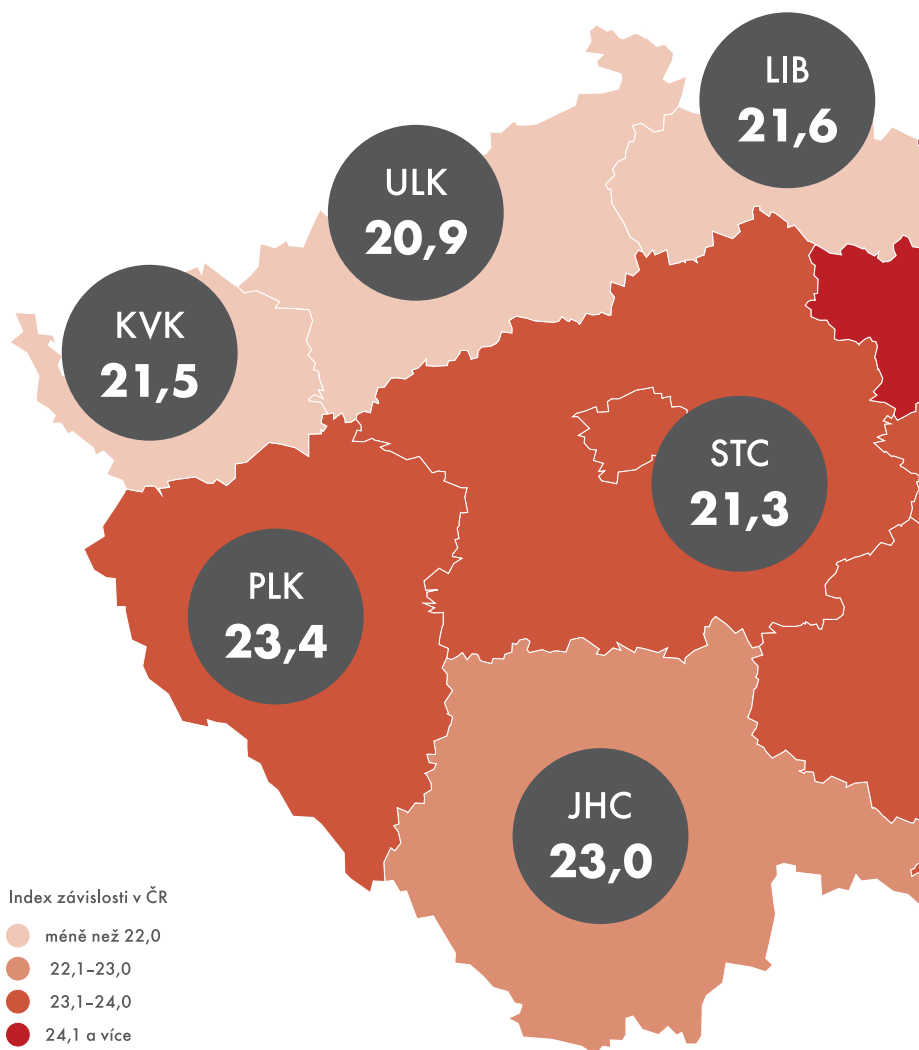 LIB
21,6
ULK
20,9
KVK
21,5
STC
21,3
PLK
23,4
JHC
23,0
Index závislosti v ČR
méně než 22,0
22,1–23,0
23,1–24,0
24,1 a více